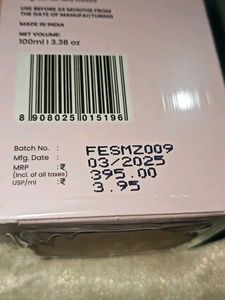 USE BEFORE 24 MONTHS FROM
THE DATE OF MANUFACTURING
MADE IN INDIA
NET VOLUME:
100ml | 3.38 oz
8 908025 015196
Batch No. : FESMZ009
Mfg. Date : 03/2025
MRP : ₹ 395.00
(Incl. of all taxes)
USP/ml : ₹ 3.95